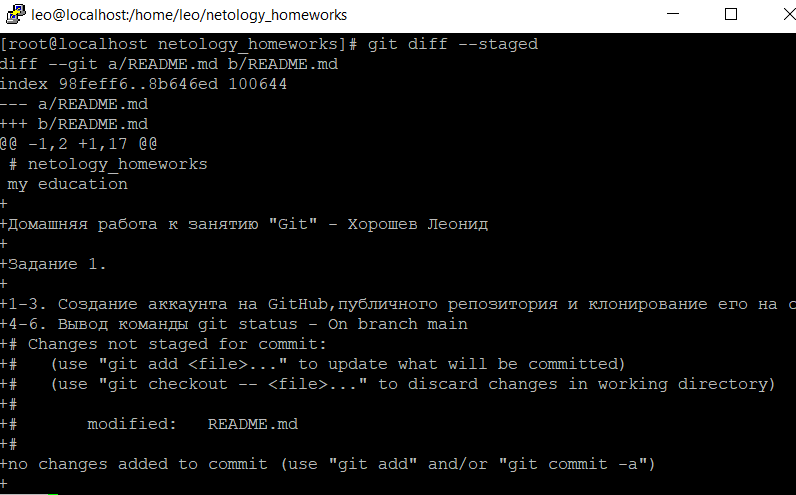 leo@localhost:/home/leo/netology_homeworks
[root@localhost netology_homeworks]# git diff --staged
diff --git a/README.md b/README.md
index 98feff6..8b646ed 100644
--- a/README.md
+++ b/README.md
@@ -1,2 +1,17 @@
 # netology_homeworks
 my education
+
+Домашняя работа к занятию "Git" - Хорошев Леонид
+
+Задание 1.
+
+1-3. Создание аккаунта на GitHub,публичного репозитория и клонирование его на с
+4-6. Вывод команды git status - On branch main
+# Changes not staged for commit:
+#   (use "git add <file>..." to update what will be committed)
+#   (use "git checkout -- <file>..." to discard changes in working directory)
+#
+#       modified:   README.md
+#
+no changes added to commit (use "git add" and/or "git commit -a")
+